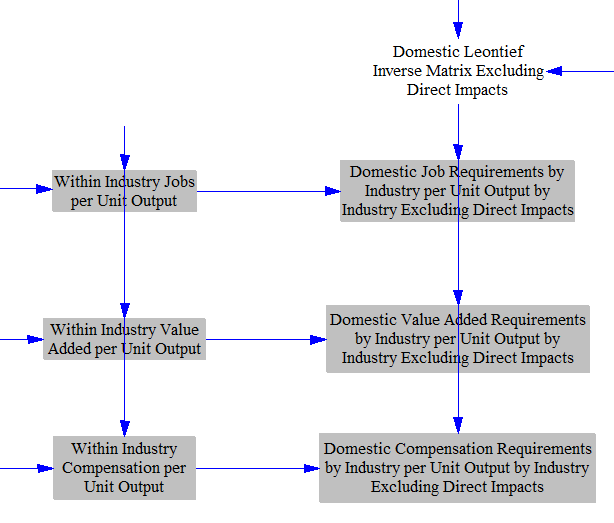 Domestic Leontief
Inverse Matrix Excluding
Direct Impacts
Within Industry Jobs
per Unit Output
Domestic Job Requirements by
Industry per Unit Output by
Industry Excluding Direct Impacts
Within Industry Value
Added per Unit Output
Domestic Value Added Requirements
by Industry per Unit Output by
Industry Excluding Direct Impacts
Within Industry
Compensation per
Unit Output
Domestic Compensation Requirements
by Industry per Unit Output by Industry
Excluding Direct Impacts